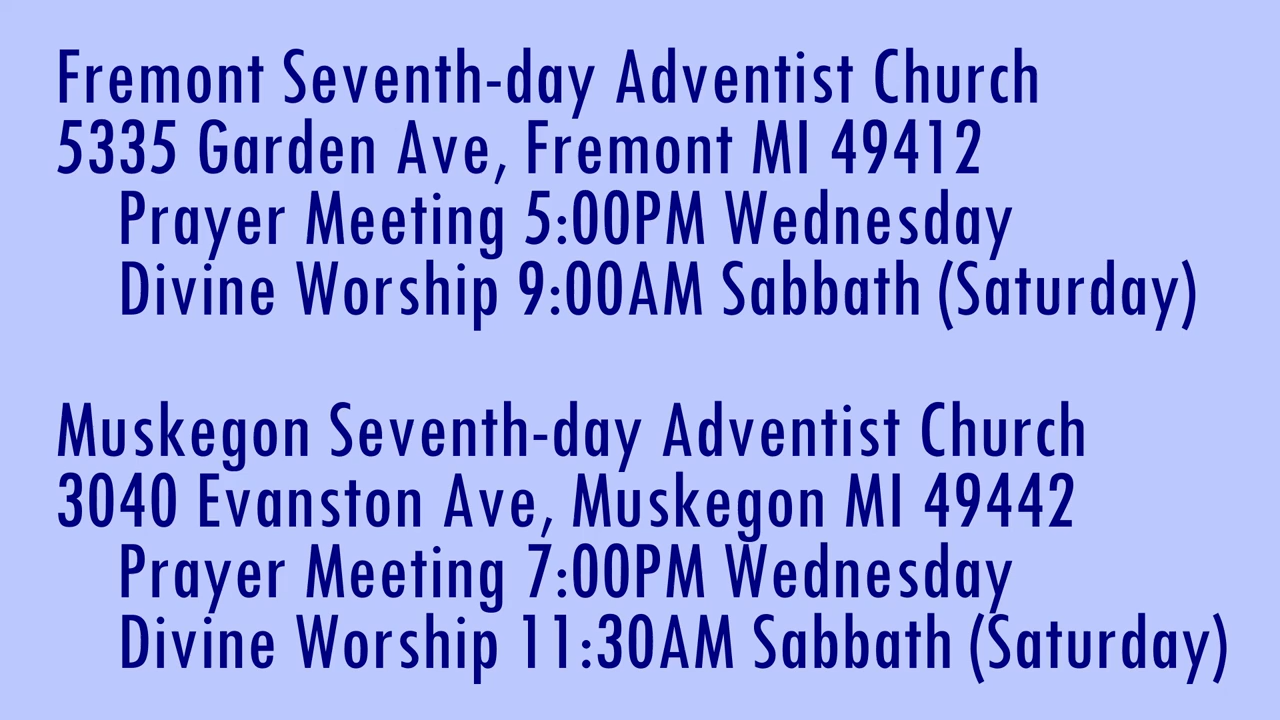 Fremont Seventh-day Adventist Church
5335 Garden Ave, Fremont MI 49412
Prayer Meeting 5:00PM Wednesday
Divine Worship 9:00AM Sabbath (Saturday)
Muskegon Seventh-day Adventist Church
3040 Evanston Ave, Muskegon MI 49442
Prayer Meeting 7:00PM Wednesday
Divine Worship 11:30AM Sabbath (Saturday)